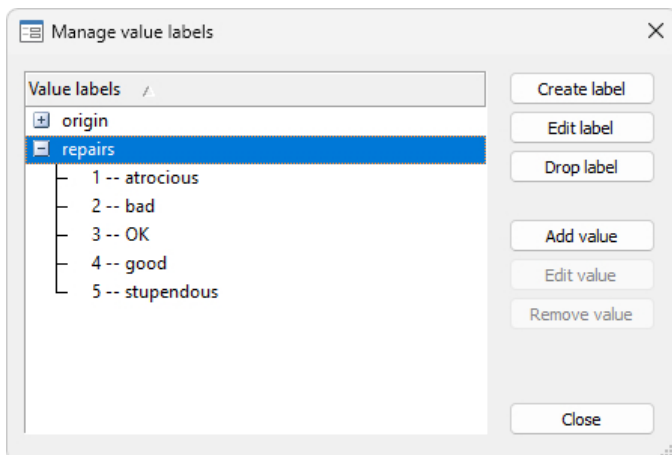 Manage value labels
Value labels
origin
repairs
1 -- atrocious
2 -- bad
3 -- OK
4 -- good
5 -- stupendous
Create label
Edit label
Drop label
Add value
Edit value
Remove value
Close